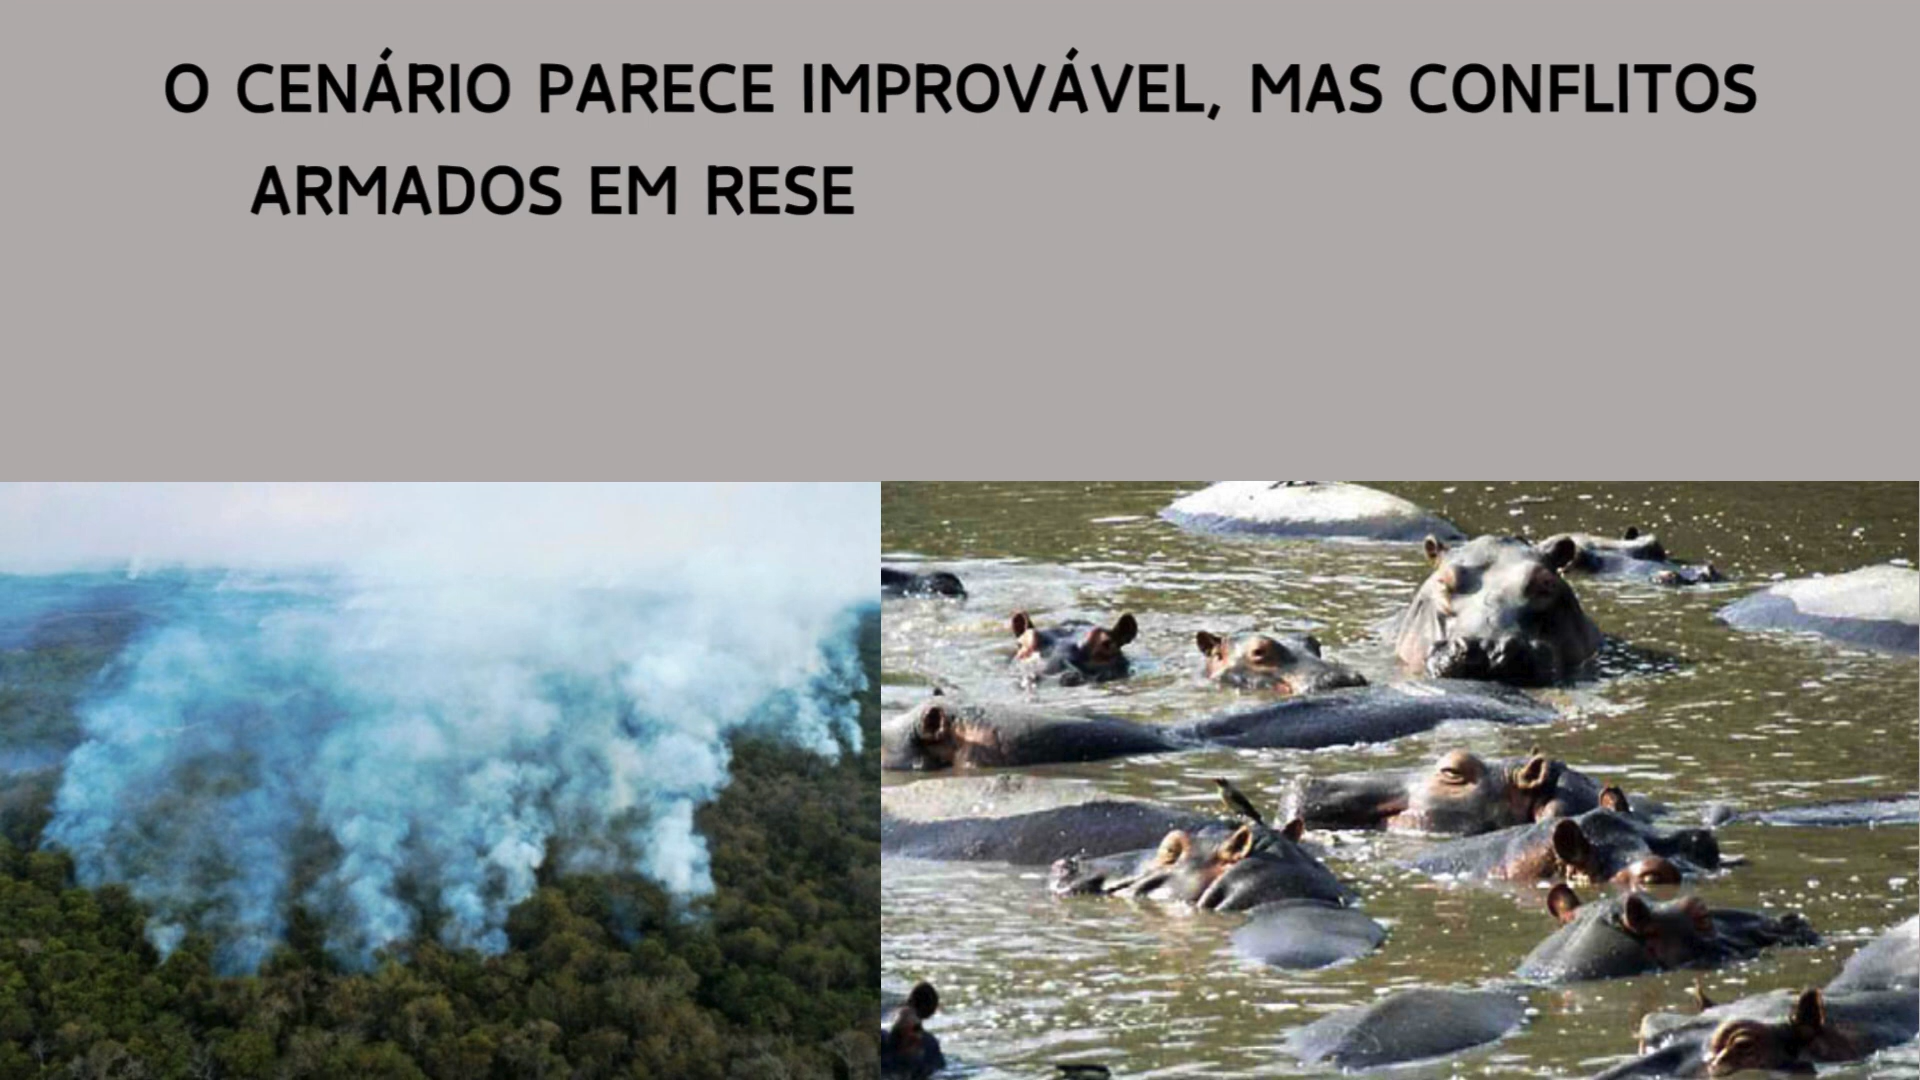 O CENÁRIO PARECE IMPROVÁVEL, MAS CONFLITOS
ARMADOS EM RESE